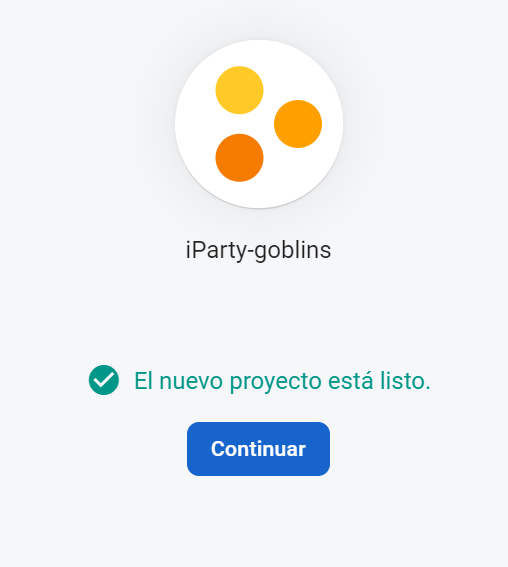 iParty-goblins
El nuevo proyecto está listo.
Continuar